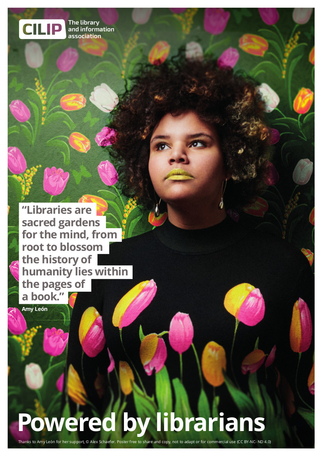 CILIP
The library
and information
association
“Libraries are
sacred gardens
for the mind, from
root to blossom
the history of
humanity lies within
the pages of
a book.”
Amy León
Powered by librarians
Thanks to Amy León for her support. © Alice Schealler. Poster free to share and copy, not to adapt or for commercial use (CC BY-NC-ND 4.0)